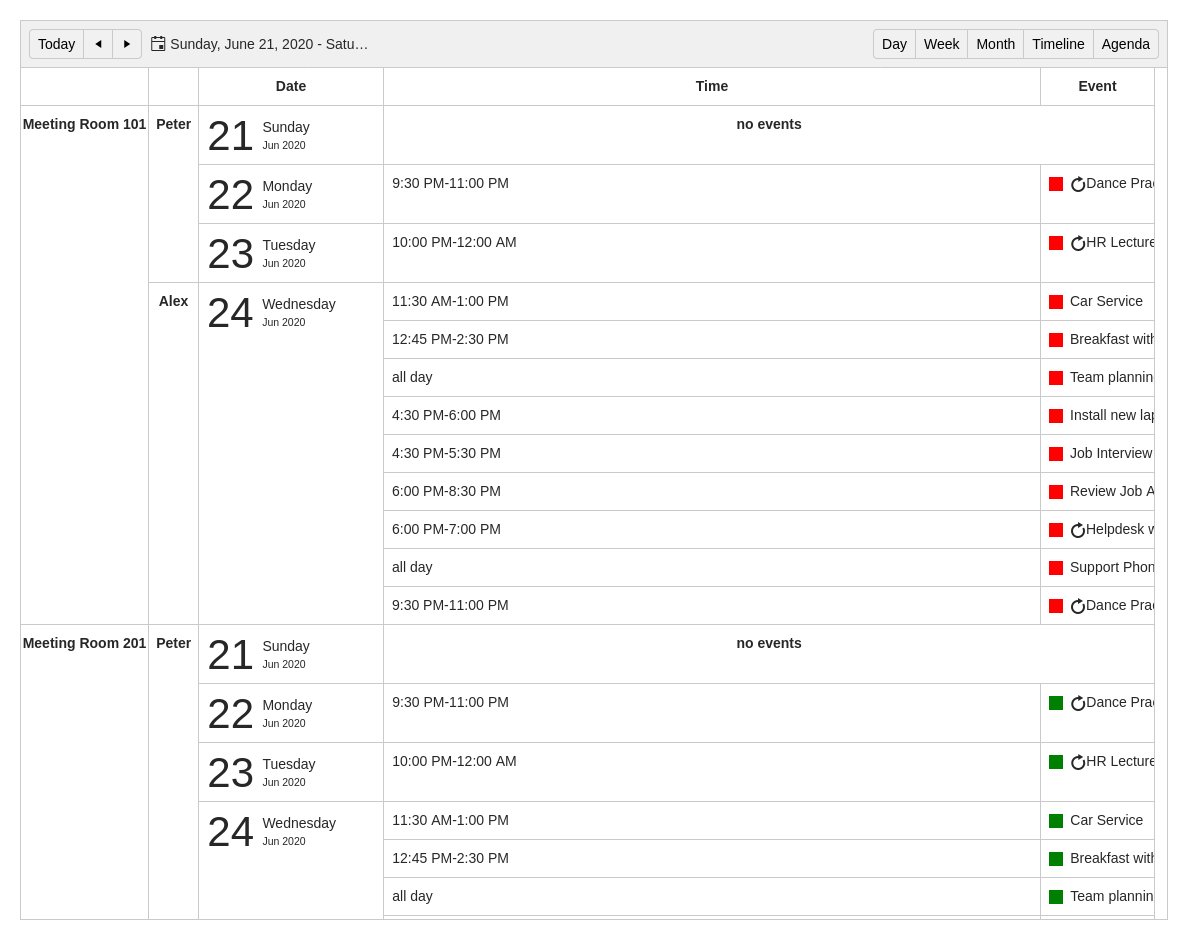 Today Sunday, June 21, 2020 - Satu… Day Week Month Timeline Agenda
Date Time Event
Meeting Room 101 Peter 21 Sunday no events
Jun 2020
22 Monday 9:30 PM-11:00 PM Dance Prac
Jun 2020
23 Tuesday 10:00 PM-12:00 AM HR Lecture
Jun 2020
Alex 24 Wednesday 11:30 AM-1:00 PM Car Service
Jun 2020
12:45 PM-2:30 PM Breakfast with
all day Team plannin
4:30 PM-6:00 PM Install new lap
4:30 PM-5:30 PM Job Interview
6:00 PM-8:30 PM Review Job A
6:00 PM-7:00 PM Helpdesk w
all day Support Phon
9:30 PM-11:00 PM Dance Prac
Meeting Room 201 Peter 21 Sunday no events
Jun 2020
22 Monday 9:30 PM-11:00 PM Dance Prac
Jun 2020
23 Tuesday 10:00 PM-12:00 AM HR Lecture
Jun 2020
24 Wednesday 11:30 AM-1:00 PM Car Service
Jun 2020
12:45 PM-2:30 PM Breakfast with
all day Team plannin